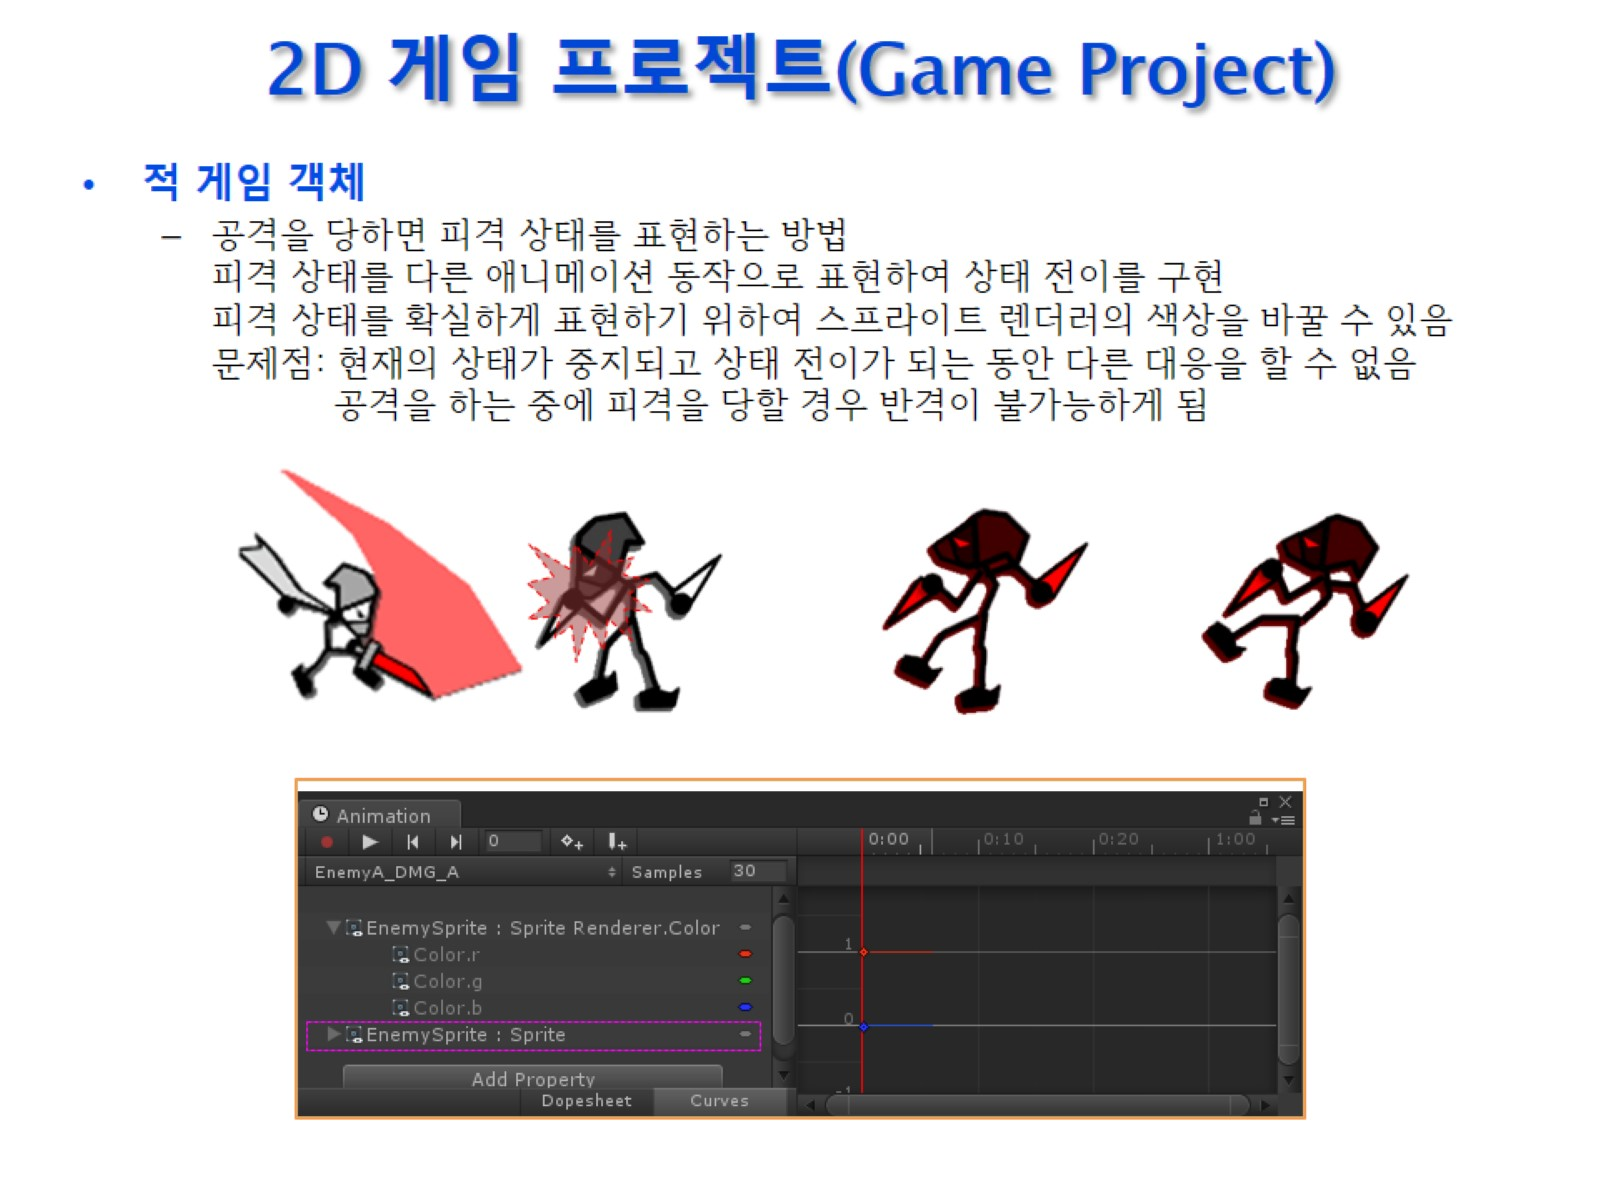 2D 게임 프로젝트(Game Project)
• 적 게임 객체
– 공격을 당하면 피격 상태를 표현하는 방법
피격 상태를 다른 애니메이션 동작으로 표현하여 상태 전이를 구현
피격 상태를 확실하게 표현하기 위하여 스프라이트 렌더러의 색상을 바꿀 수 있음
문제점: 현재의 상태가 중지되고 상태 전이가 되는 동안 다른 대응을 할 수 없음
공격을 하는 중에 피격을 당할 경우 반격이 불가능하게 됨
Animation
0 0:00 0:10 0:20 1:00
EnemyA_DMG_A Samples 30
EnemySprite : Sprite Renderer.Color
1
Color.r
Color.g
Color.b
0
EnemySprite : Sprite
Add Property
-1
Dopesheet Curves